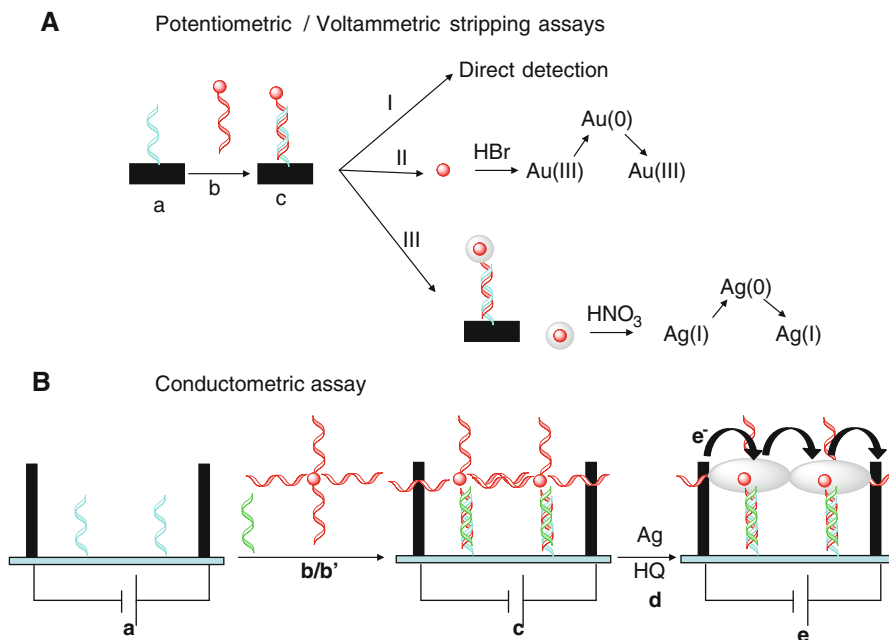 A Potentiometric / Voltammetric stripping assays
Direct detection
I
Au(0)
II
HBr
Au(III)
Au(III)
a
b
c
III
Ag(0)
HNO3
Ag(I)
Ag(I)
B Conductometric assay
e-
Ag
b/b'
HQ
d
a
c
e